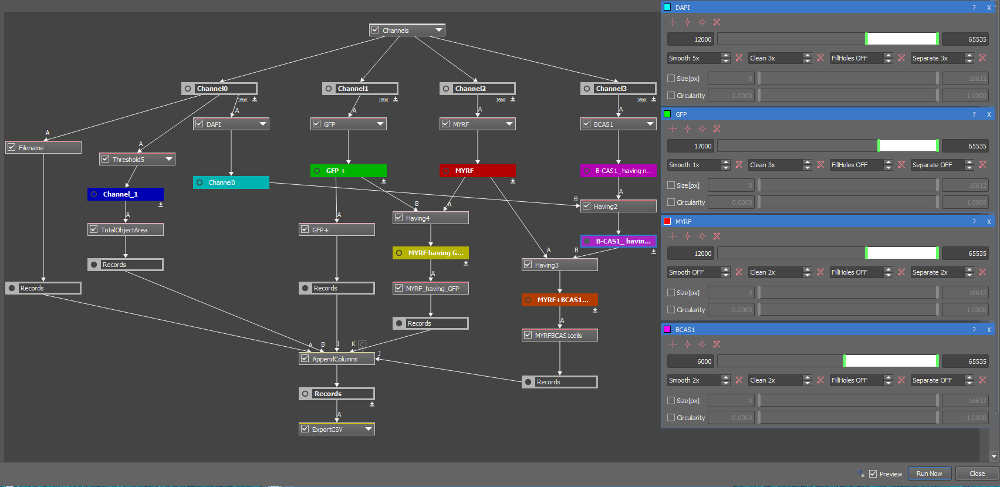 Channels
Channel0
16bit
Channel1
16bit
Channel2
16bit
Channel3
16bit
A
A
A
A
A
A
DAPI
GFP
MYRF
BCAS1
Filename
Threshold5
GFP +
MYRF
B-CAS1_having n...
Channel0
Channel_1
A
B
Having2
B
A
Having4
A
A
TotalObjectArea
GFP+
B-CAS1_ havin...
MYRF having G...
A
B
Having3
Records
A
Records
Records
MYRF_having_GFP
MYRF+BCAS1...
A
Records
MYRFBCAS1cells
A
B
I
K
C
J
AppendColumns
Records
Records
A
ExportCSV
DAPI
? X
12000
65535
Smooth 5x
Clean 3x
FillHoles OFF
Separate 3x
Size[px]
0
16612
Circularity
0.0000
1.0000
GFP
? X
17000
65535
Smooth 1x
Clean 3x
FillHoles OFF
Separate OFF
Size[px]
0
16612
Circularity
0.0000
1.0000
MYRF
? X
12000
65535
Smooth OFF
Clean 2x
FillHoles OFF
Separate 2x
Size[px]
0
16612
Circularity
0.0000
1.0000
BCAS1
? X
6000
65535
Smooth 2x
Clean 2x
FillHoles OFF
Separate OFF
Size[px]
0
16612
Circularity
0.0000
1.0000
Preview
Run Now
Close